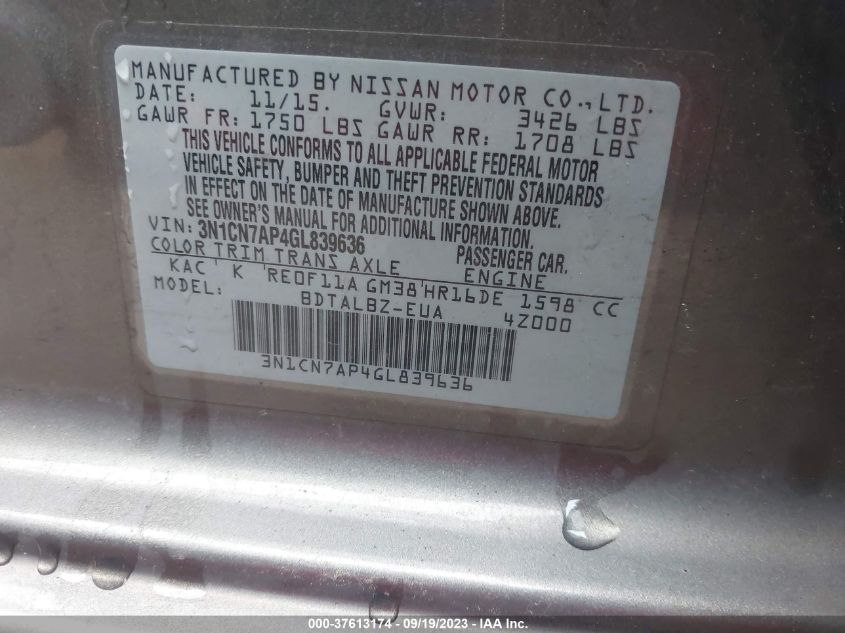 MANUFACTURED BY NISSAN MOTOR CO., LTD.
DATE: 11/15. GVWR: 3426 LBS
GAWR FR: 1750 LBS GAWR RR: 1708 LBS
THIS VEHICLE CONFORMS TO ALL APPLICABLE FEDERAL MOTOR
VEHICLE SAFETY, BUMPER AND THEFT PREVENTION STANDARDS
IN EFFECT ON THE DATE OF MANUFACTURE SHOWN ABOVE.
SEE OWNER'S MANUAL FOR ADDITIONAL INFORMATION.
VIN: 3N1CN7AP4GL839636 PASSENGER CAR.
COLOR TRIM TRANS AXLE ENGINE
KAC K RE0F11A GM38 HR16DE 1598 CC
MODEL: BDTALBZ-EUA 4Z000
3N1CN7AP4GL839636
000-37613174 - 09/19/2023 - IAAI Inc.